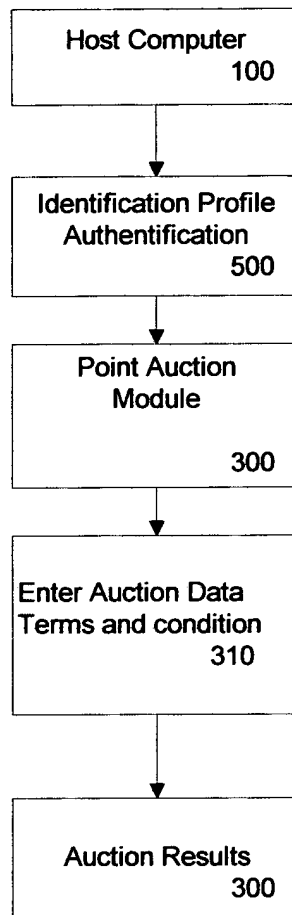 Host Computer
100
Identification Profile
Authentification
500
Point Auction
Module
300
Enter Auction Data
Terms and condition
310
Auction Results
300